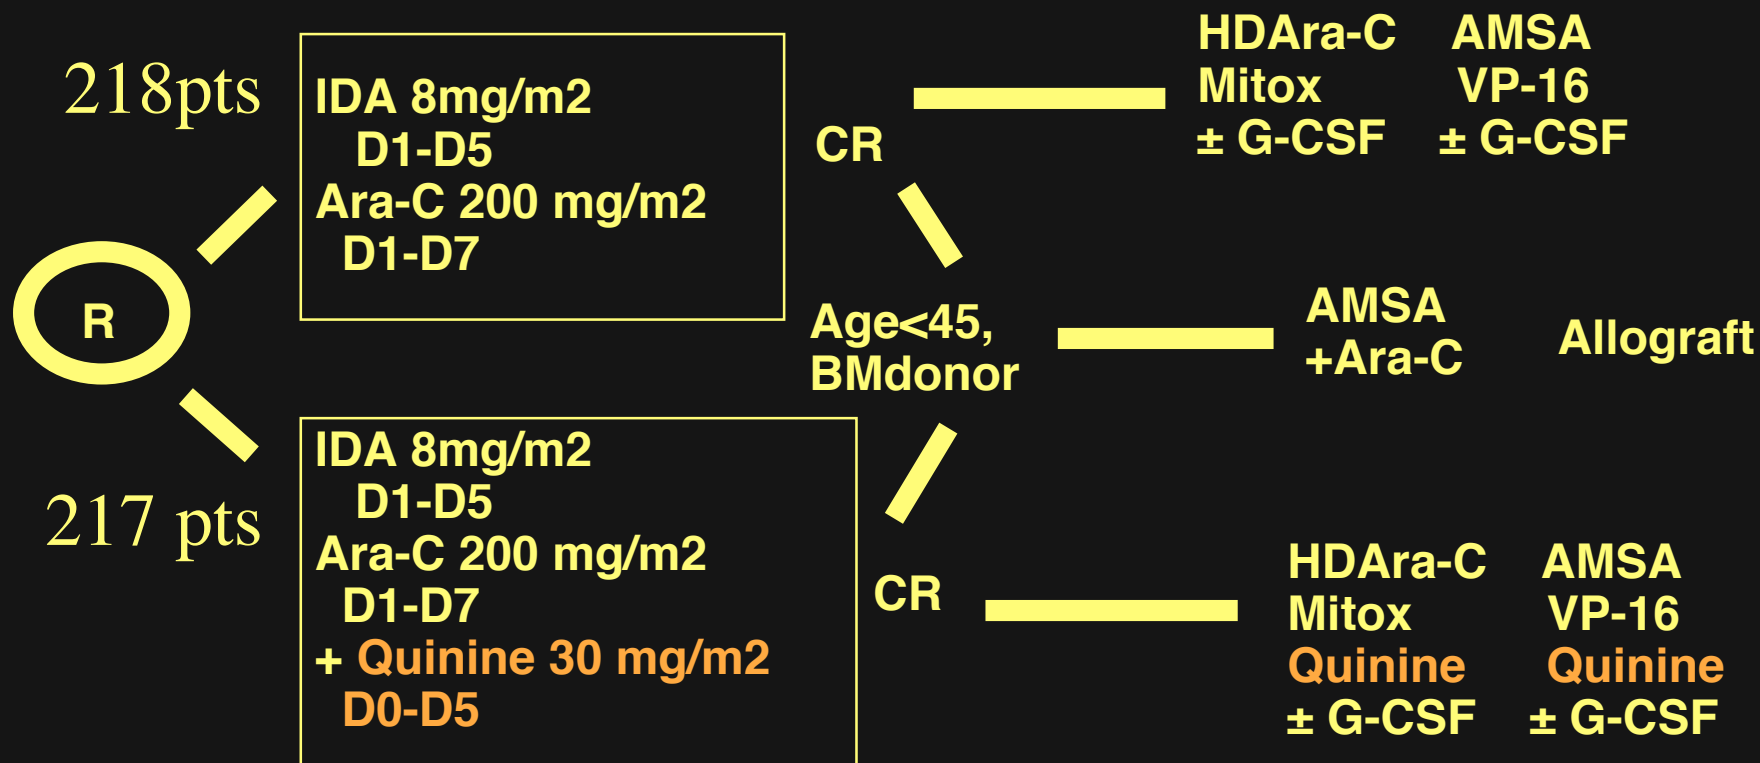 218pts
IDA 8mg/m2
D1-D5
Ara-C 200 mg/m2
D1-D7
CR
HDAra-C AMSA
Mitox VP-16
± G-CSF ± G-CSF
R
Age<45,
BMdonor
AMSA
+Ara-C
Allograft
217 pts
IDA 8mg/m2
D1-D5
Ara-C 200 mg/m2
D1-D7
+ Quinine 30 mg/m2
D0-D5
CR
HDAra-C AMSA
Mitox VP-16
Quinine Quinine
± G-CSF ± G-CSF